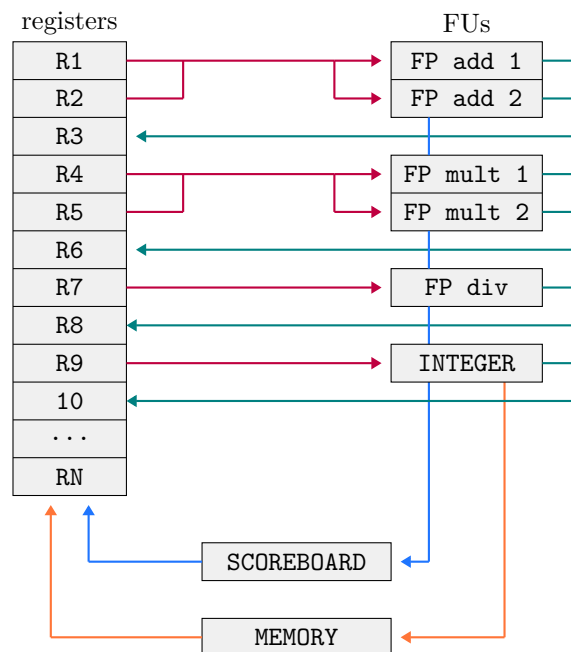 registers
FUs
R1
R2
R3
R4
R5
R6
R7
R8
R9
10
...
RN
FP add 1
FP add 2
FP mult 1
FP mult 2
FP div
INTEGER
SCOREBOARD
MEMORY